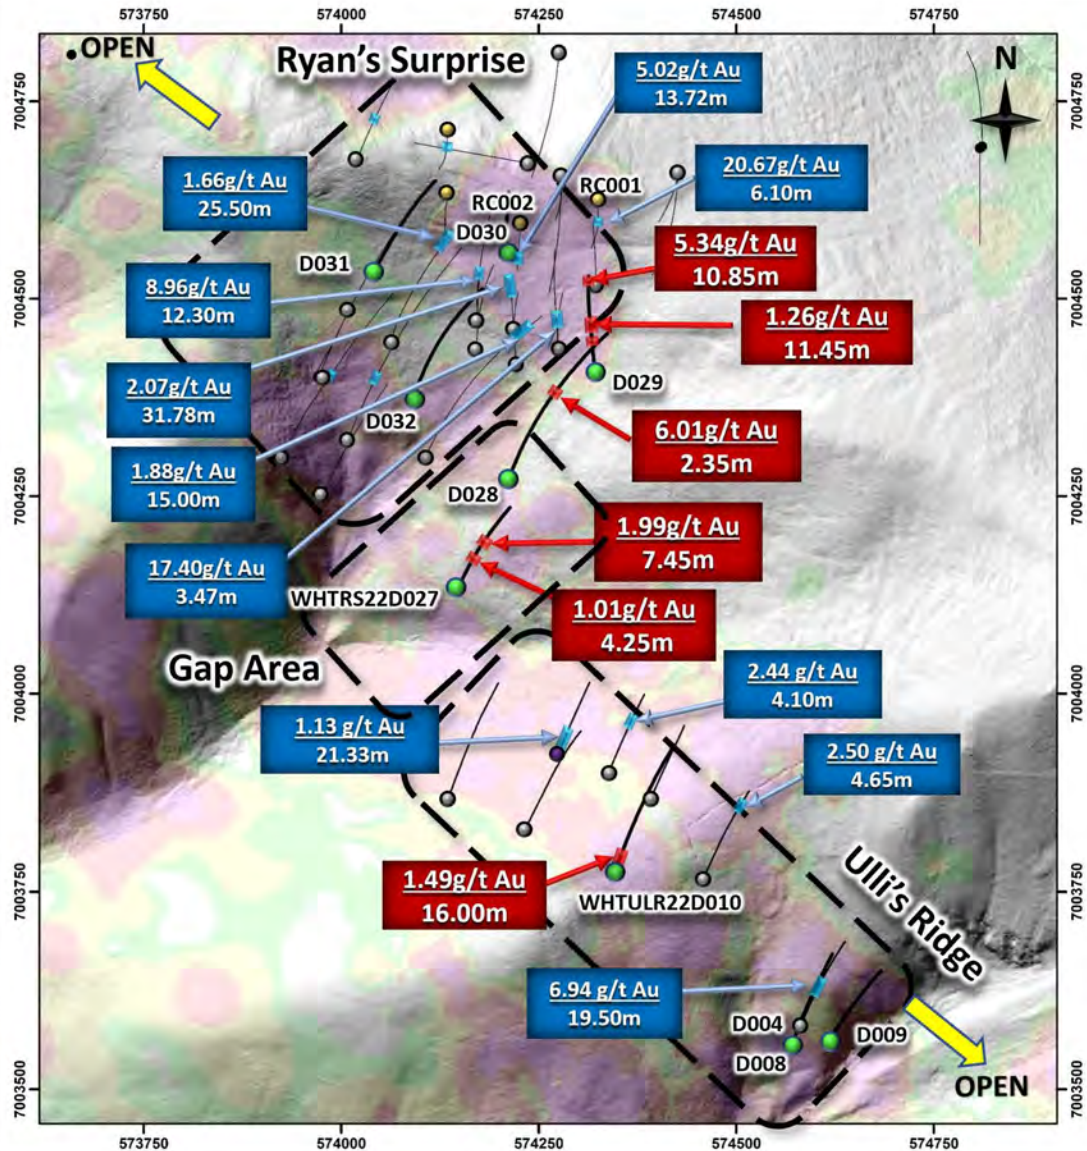 573750 574000 574250 574500 574750
OPEN
Ryan's Surprise
5.02g/t Au
13.72m
N
7004750
7004750
1.66g/t Au
25.50m
RC002
RC001
20.67g/t Au
6.10m
D030
D031
5.34g/t Au
10.85m
7004500
7004500
8.96g/t Au
12.30m
1.26g/t Au
11.45m
D029
2.07g/t Au
31.78m
D032
6.01g/t Au
2.35m
1.88g/t Au
15.00m
D028
7004250
7004250
1.99g/t Au
7.45m
17.40g/t Au
3.47m
WHTRS22D027
1.01g/t Au
4.25m
Gap Area
2.44 g/t Au
4.10m
7004000
7004000
1.13 g/t Au
21.33m
2.50 g/t Au
4.65m
7003750
7003750
1.49g/t Au
16.00m
WHTULR22D010
Ulli's Ridge
6.94 g/t Au
19.50m
D004
D009
D008
OPEN
7003500
7003500
573750 574000 574250 574500 574750